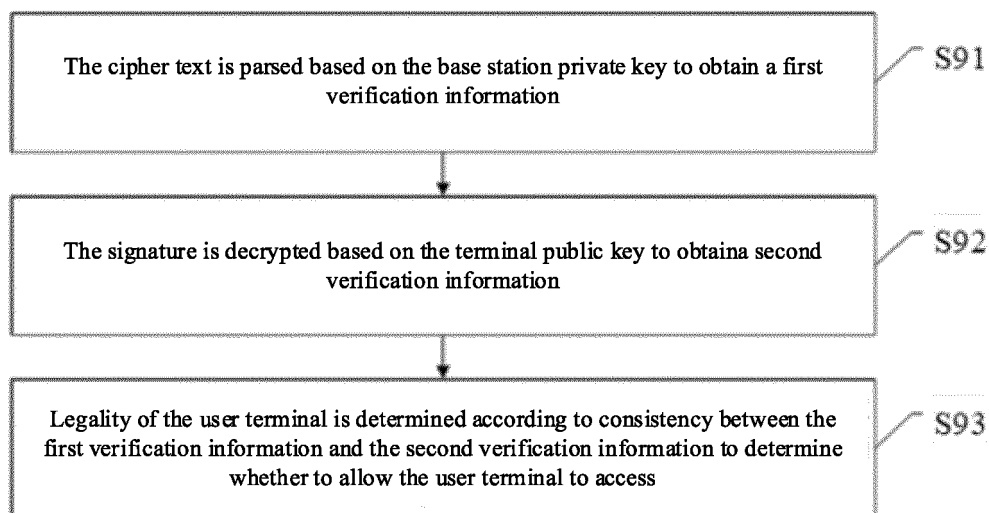 The cipher text is parsed based on the base station private key to obtain a first
verification information
S91
The signature is decrypted based on the terminal public key to obtaina second
verification information
S92
Legality of the user terminal is determined according to consistency between the
first verification information and the second verification information to determine
whether to allow the user terminal to access
S93